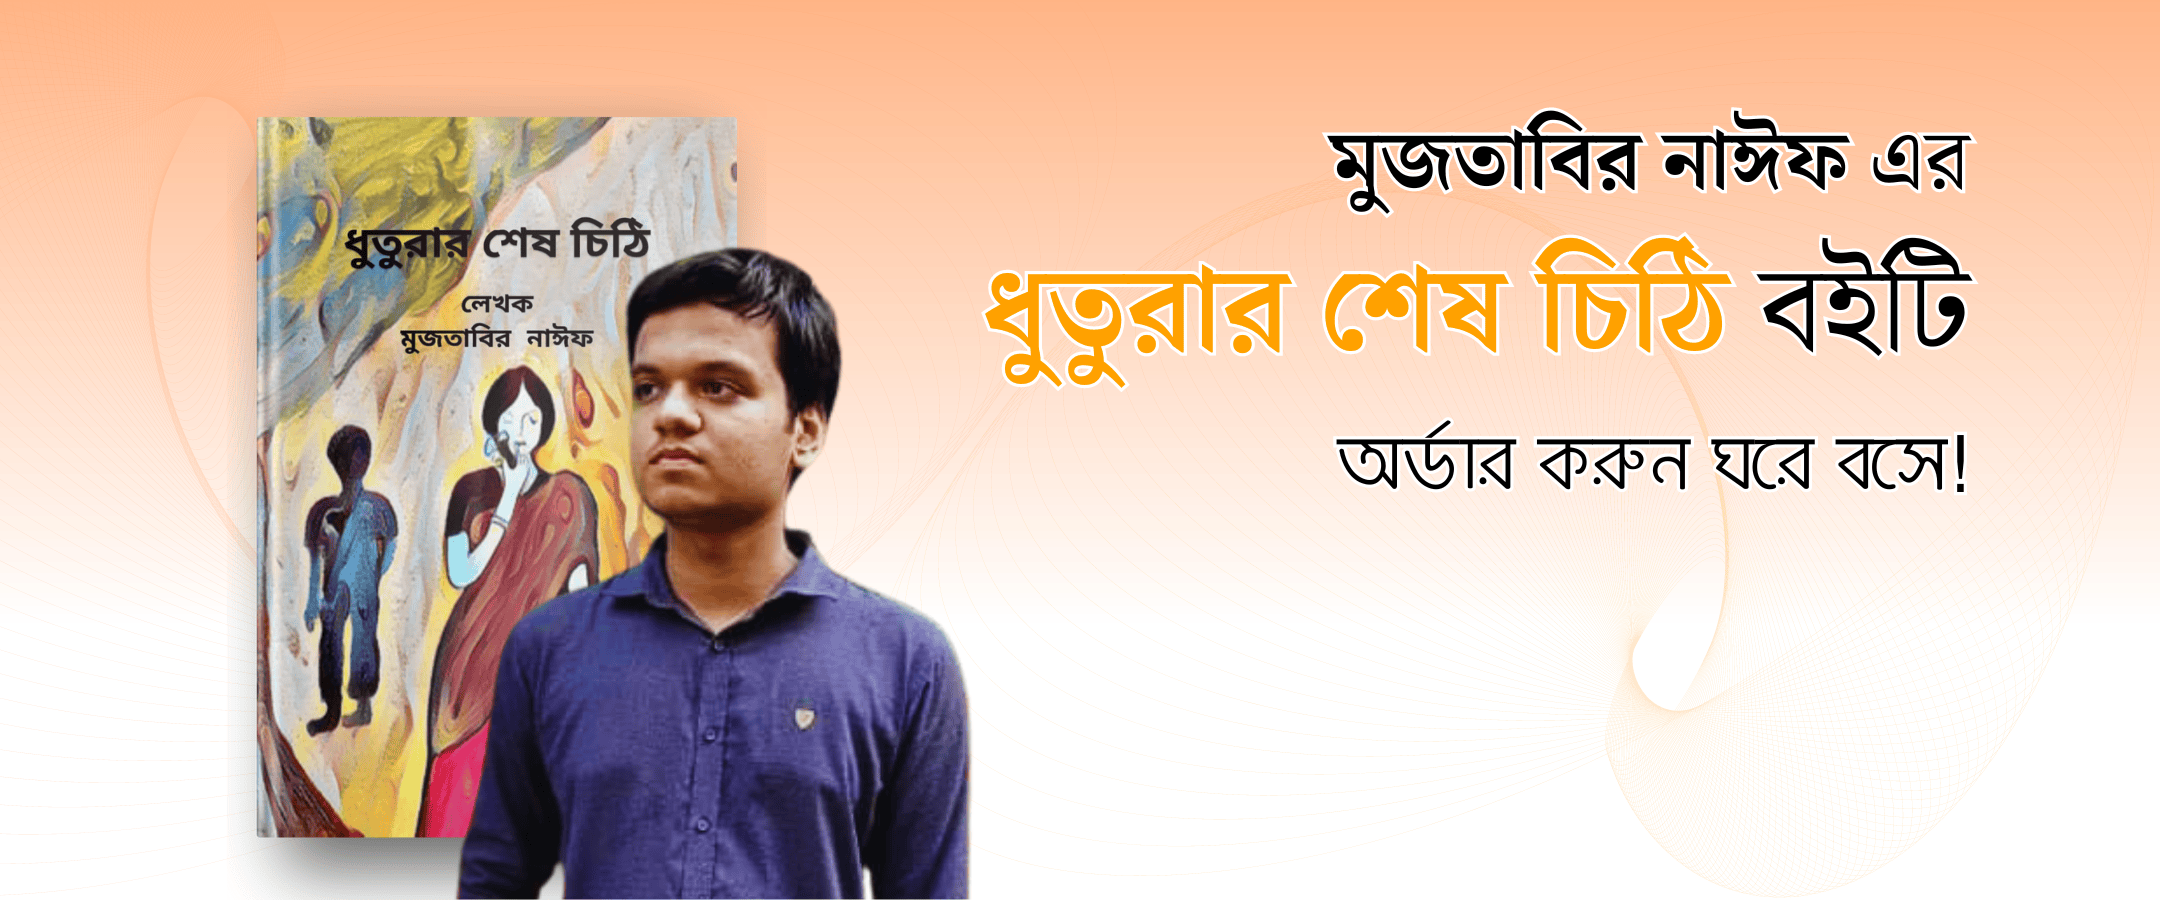 ধুতুরার শেষ চিঠি
লেখক
মুজতাবির নাঈফ
মুজতাবির নাঈফ এর
ধুতুরার শেষ চিঠি বইটি
অর্ডার করুন ঘরে বসে!